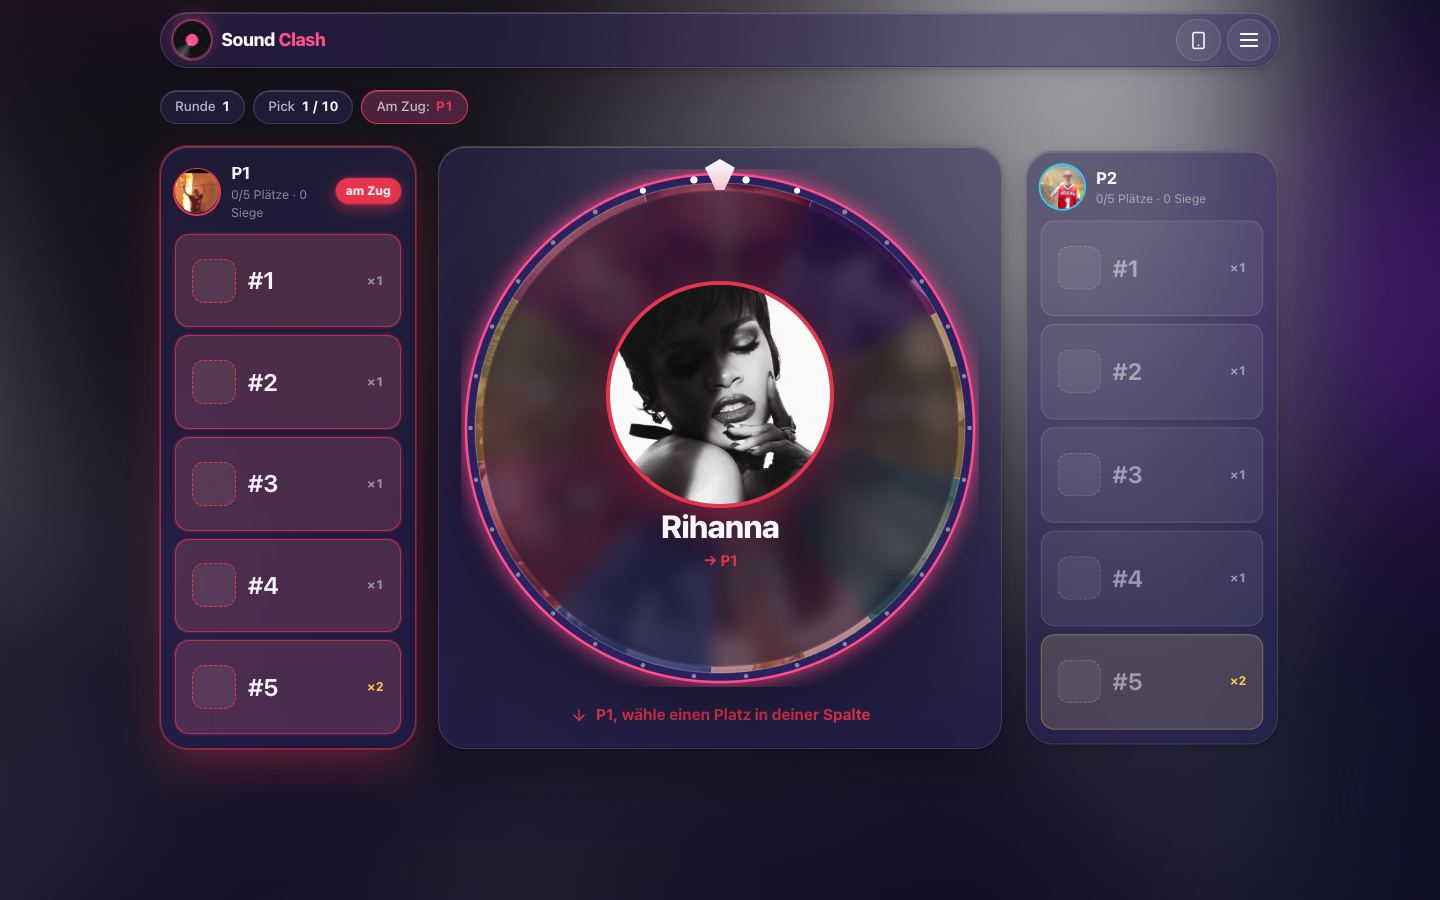 Sound Clash
Runde 1
Pick 1 / 10
Am Zug: P1
P1
0/5 Plätze · 0
Siege
am Zug
#1 ×1
#2 ×1
#3 ×1
#4 ×1
#5 ×2
Rihanna
→ P1
↓ P1, wähle einen Platz in deiner Spalte
P2
0/5 Plätze · 0 Siege
#1 ×1
#2 ×1
#3 ×1
#4 ×1
#5 ×2